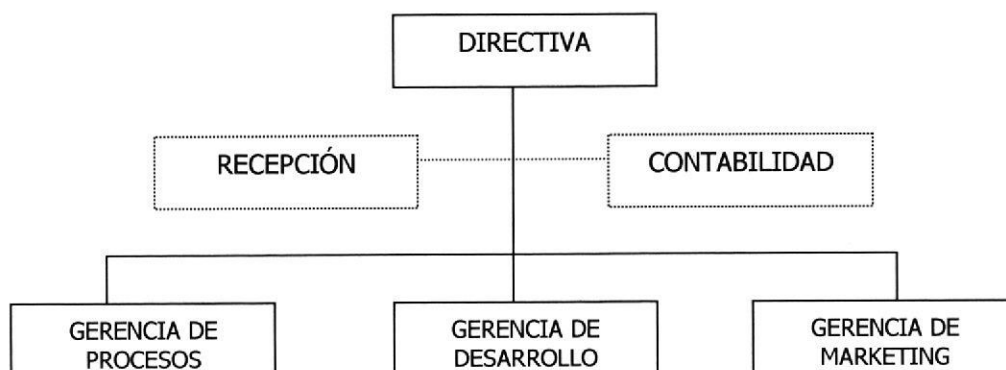 DIRECTIVA
RECEPCIÓN
CONTABILIDAD
GERENCIA DE
PROCESOS
GERENCIA DE
DESARROLLO
GERENCIA DE
MARKETING